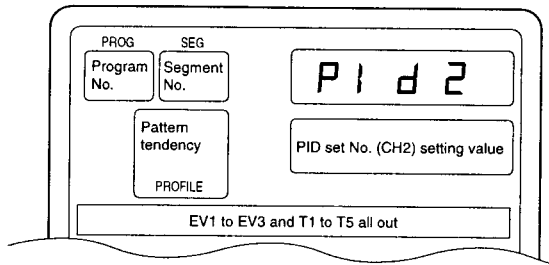 PROG SEG
Program No.
Segment No.
PId2
Pattern tendency
PID set No. (CH2) setting value
PROFILE
EV1 to EV3 and T1 to T5 all out